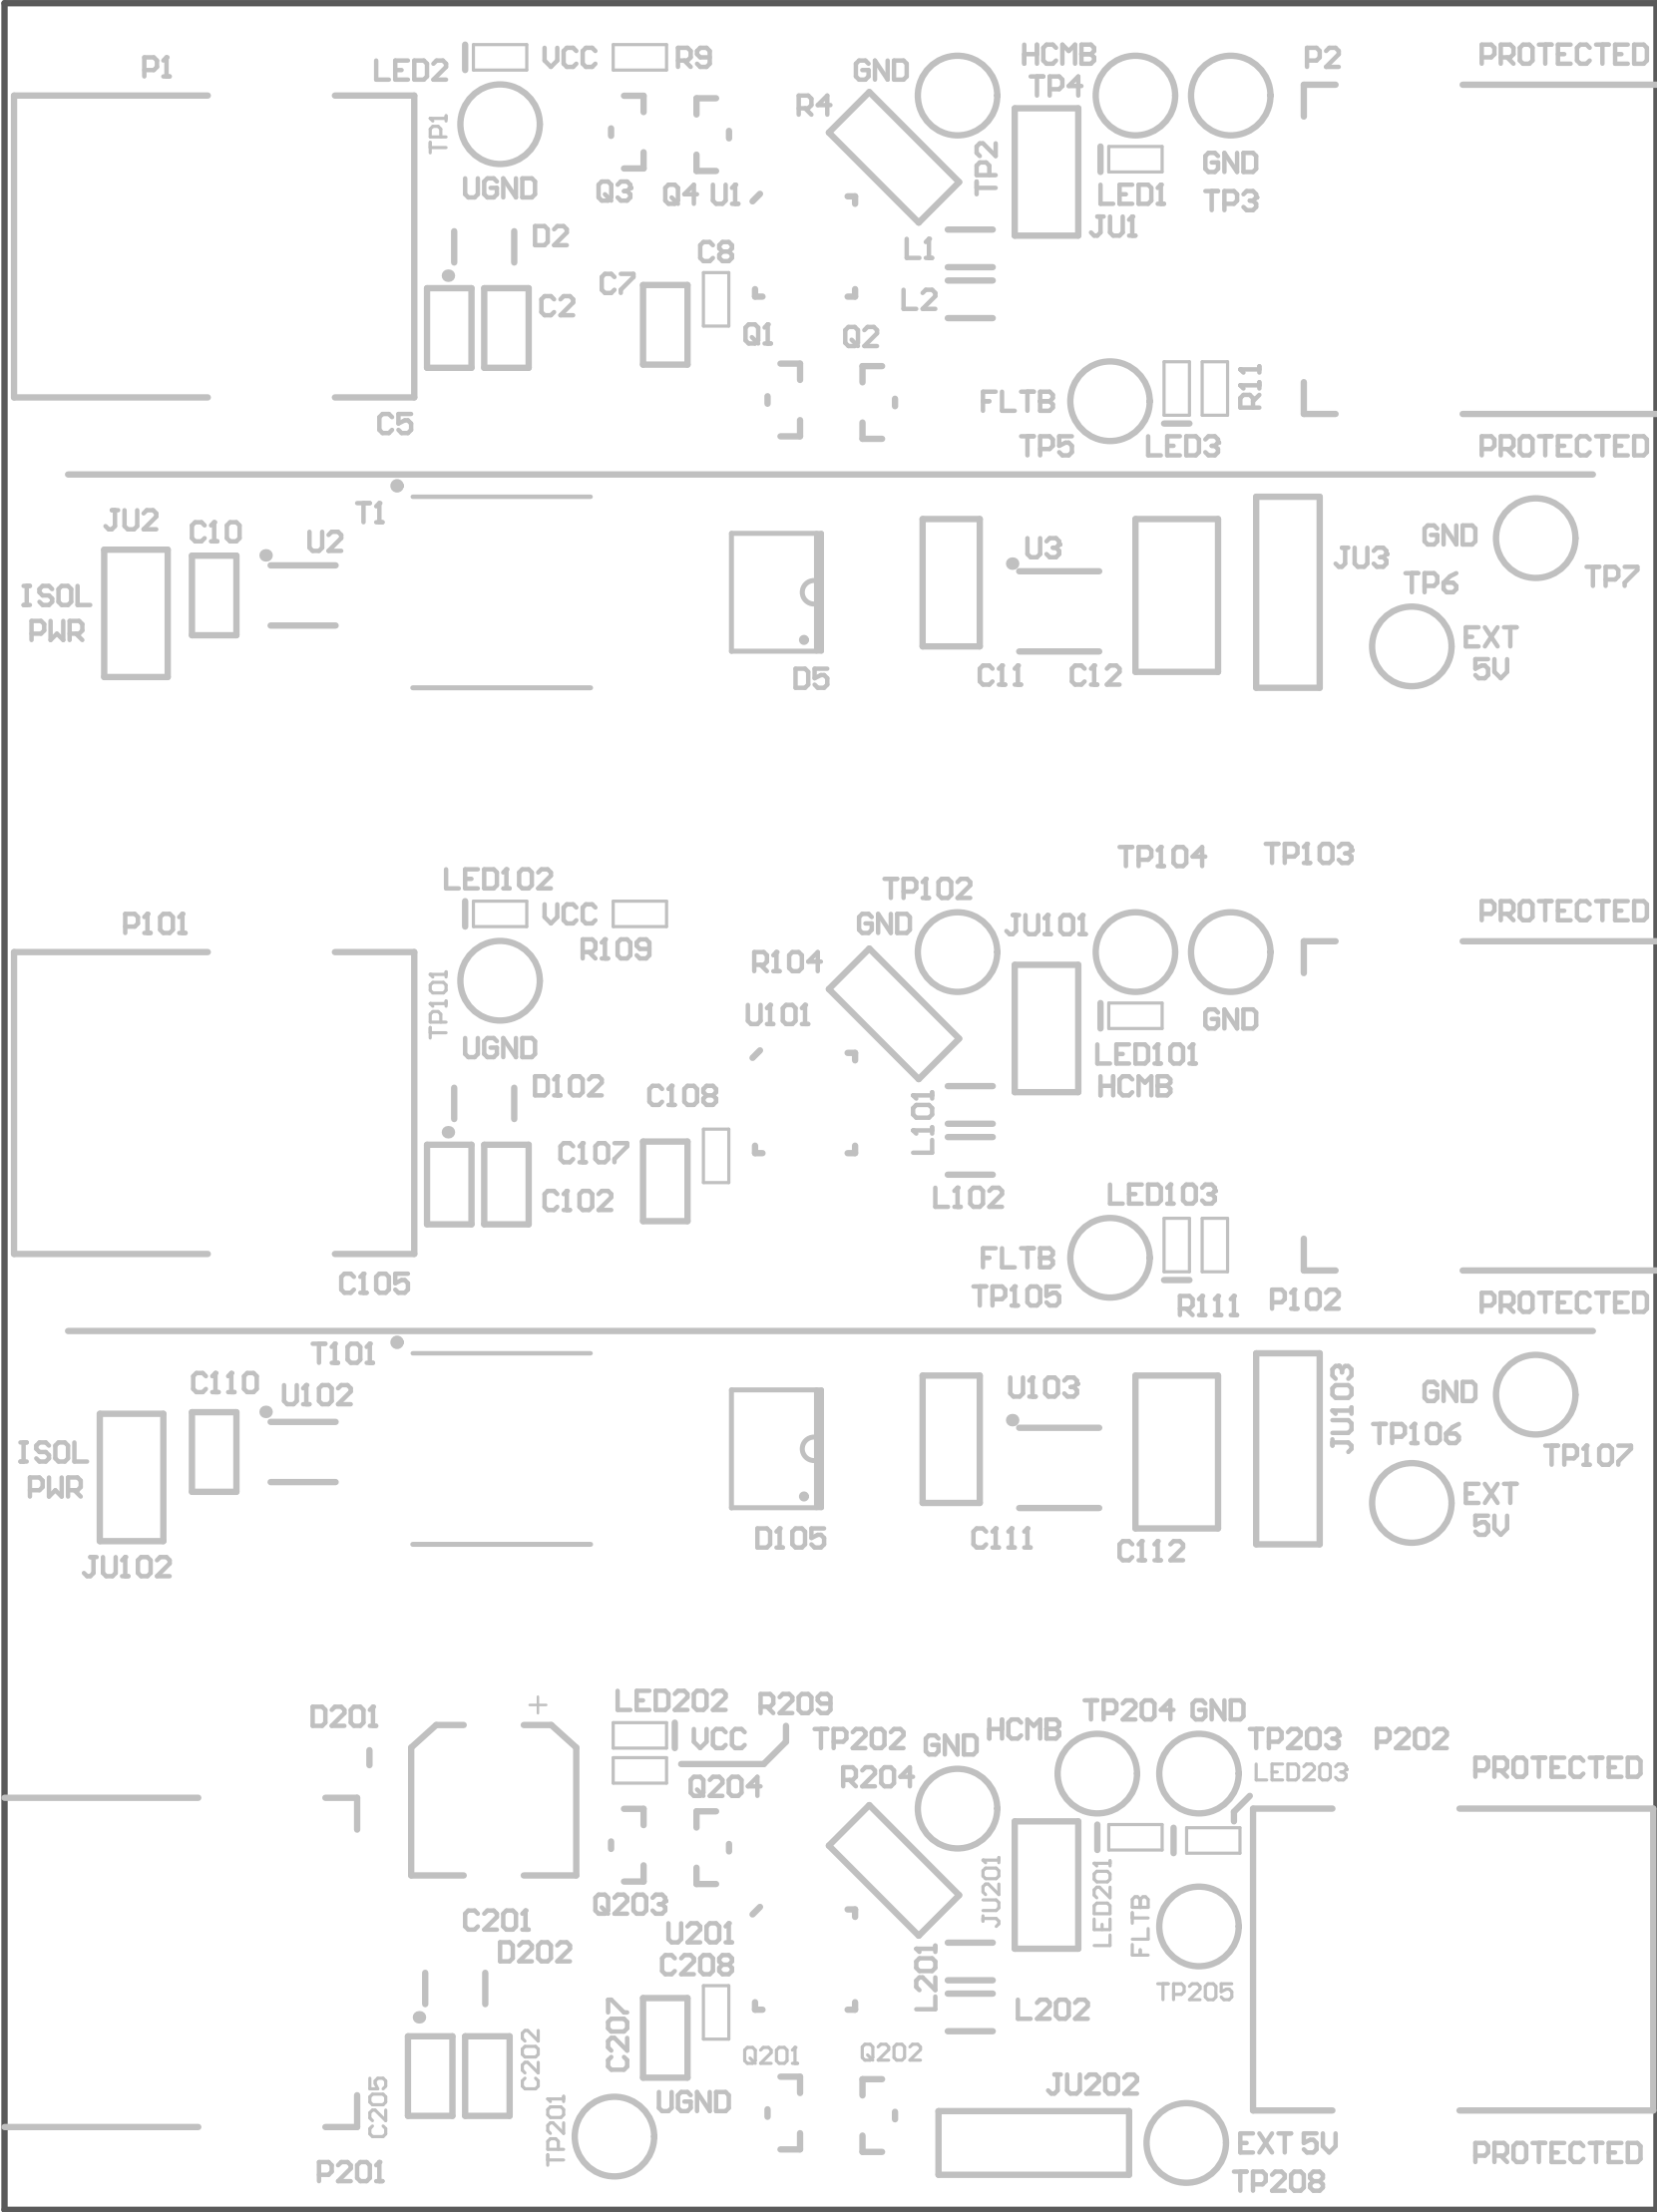 P1
LED2
VCC
R9
GND
HCMB
TP4
P2
PROTECTED
R4
TP1
UGND
Q3
Q4
U1
TP2
LED1
JU1
GND
TP3
D2
C8
L1
C7
C2
L2
Q1
Q2
FLTB
TP5
R11
LED3
C5
PROTECTED
JU2
C10
T1
U2
U3
JU3
GND
TP6
TP7
ISOL
PWR
EXT
5V
D5
C11
C12
TP104
TP103
LED102
TP102
P101
VCC
R109
GND
JU101
PROTECTED
R104
TP101
UGND
U101
GND
LED101
HCMB
D102
C108
L101
C107
C102
L102
LED103
FLTB
TP105
R111
P102
PROTECTED
C105
T101
C110
U102
U103
JU103
GND
TP106
TP107
ISOL
PWR
EXT
5V
JU102
D105
C111
C112
D201
LED202
R209
VCC
TP202
GND
HCMB
TP204
GND
TP203
P202
LED203
PROTECTED
Q204
R204
Q203
C201
U201
D202
C208
JU201
LED201
FLTB
TP205
L201
L202
C207
Q201
Q202
C202
C205
UGND
TP201
JU202
P201
EXT 5V
TP208
PROTECTED